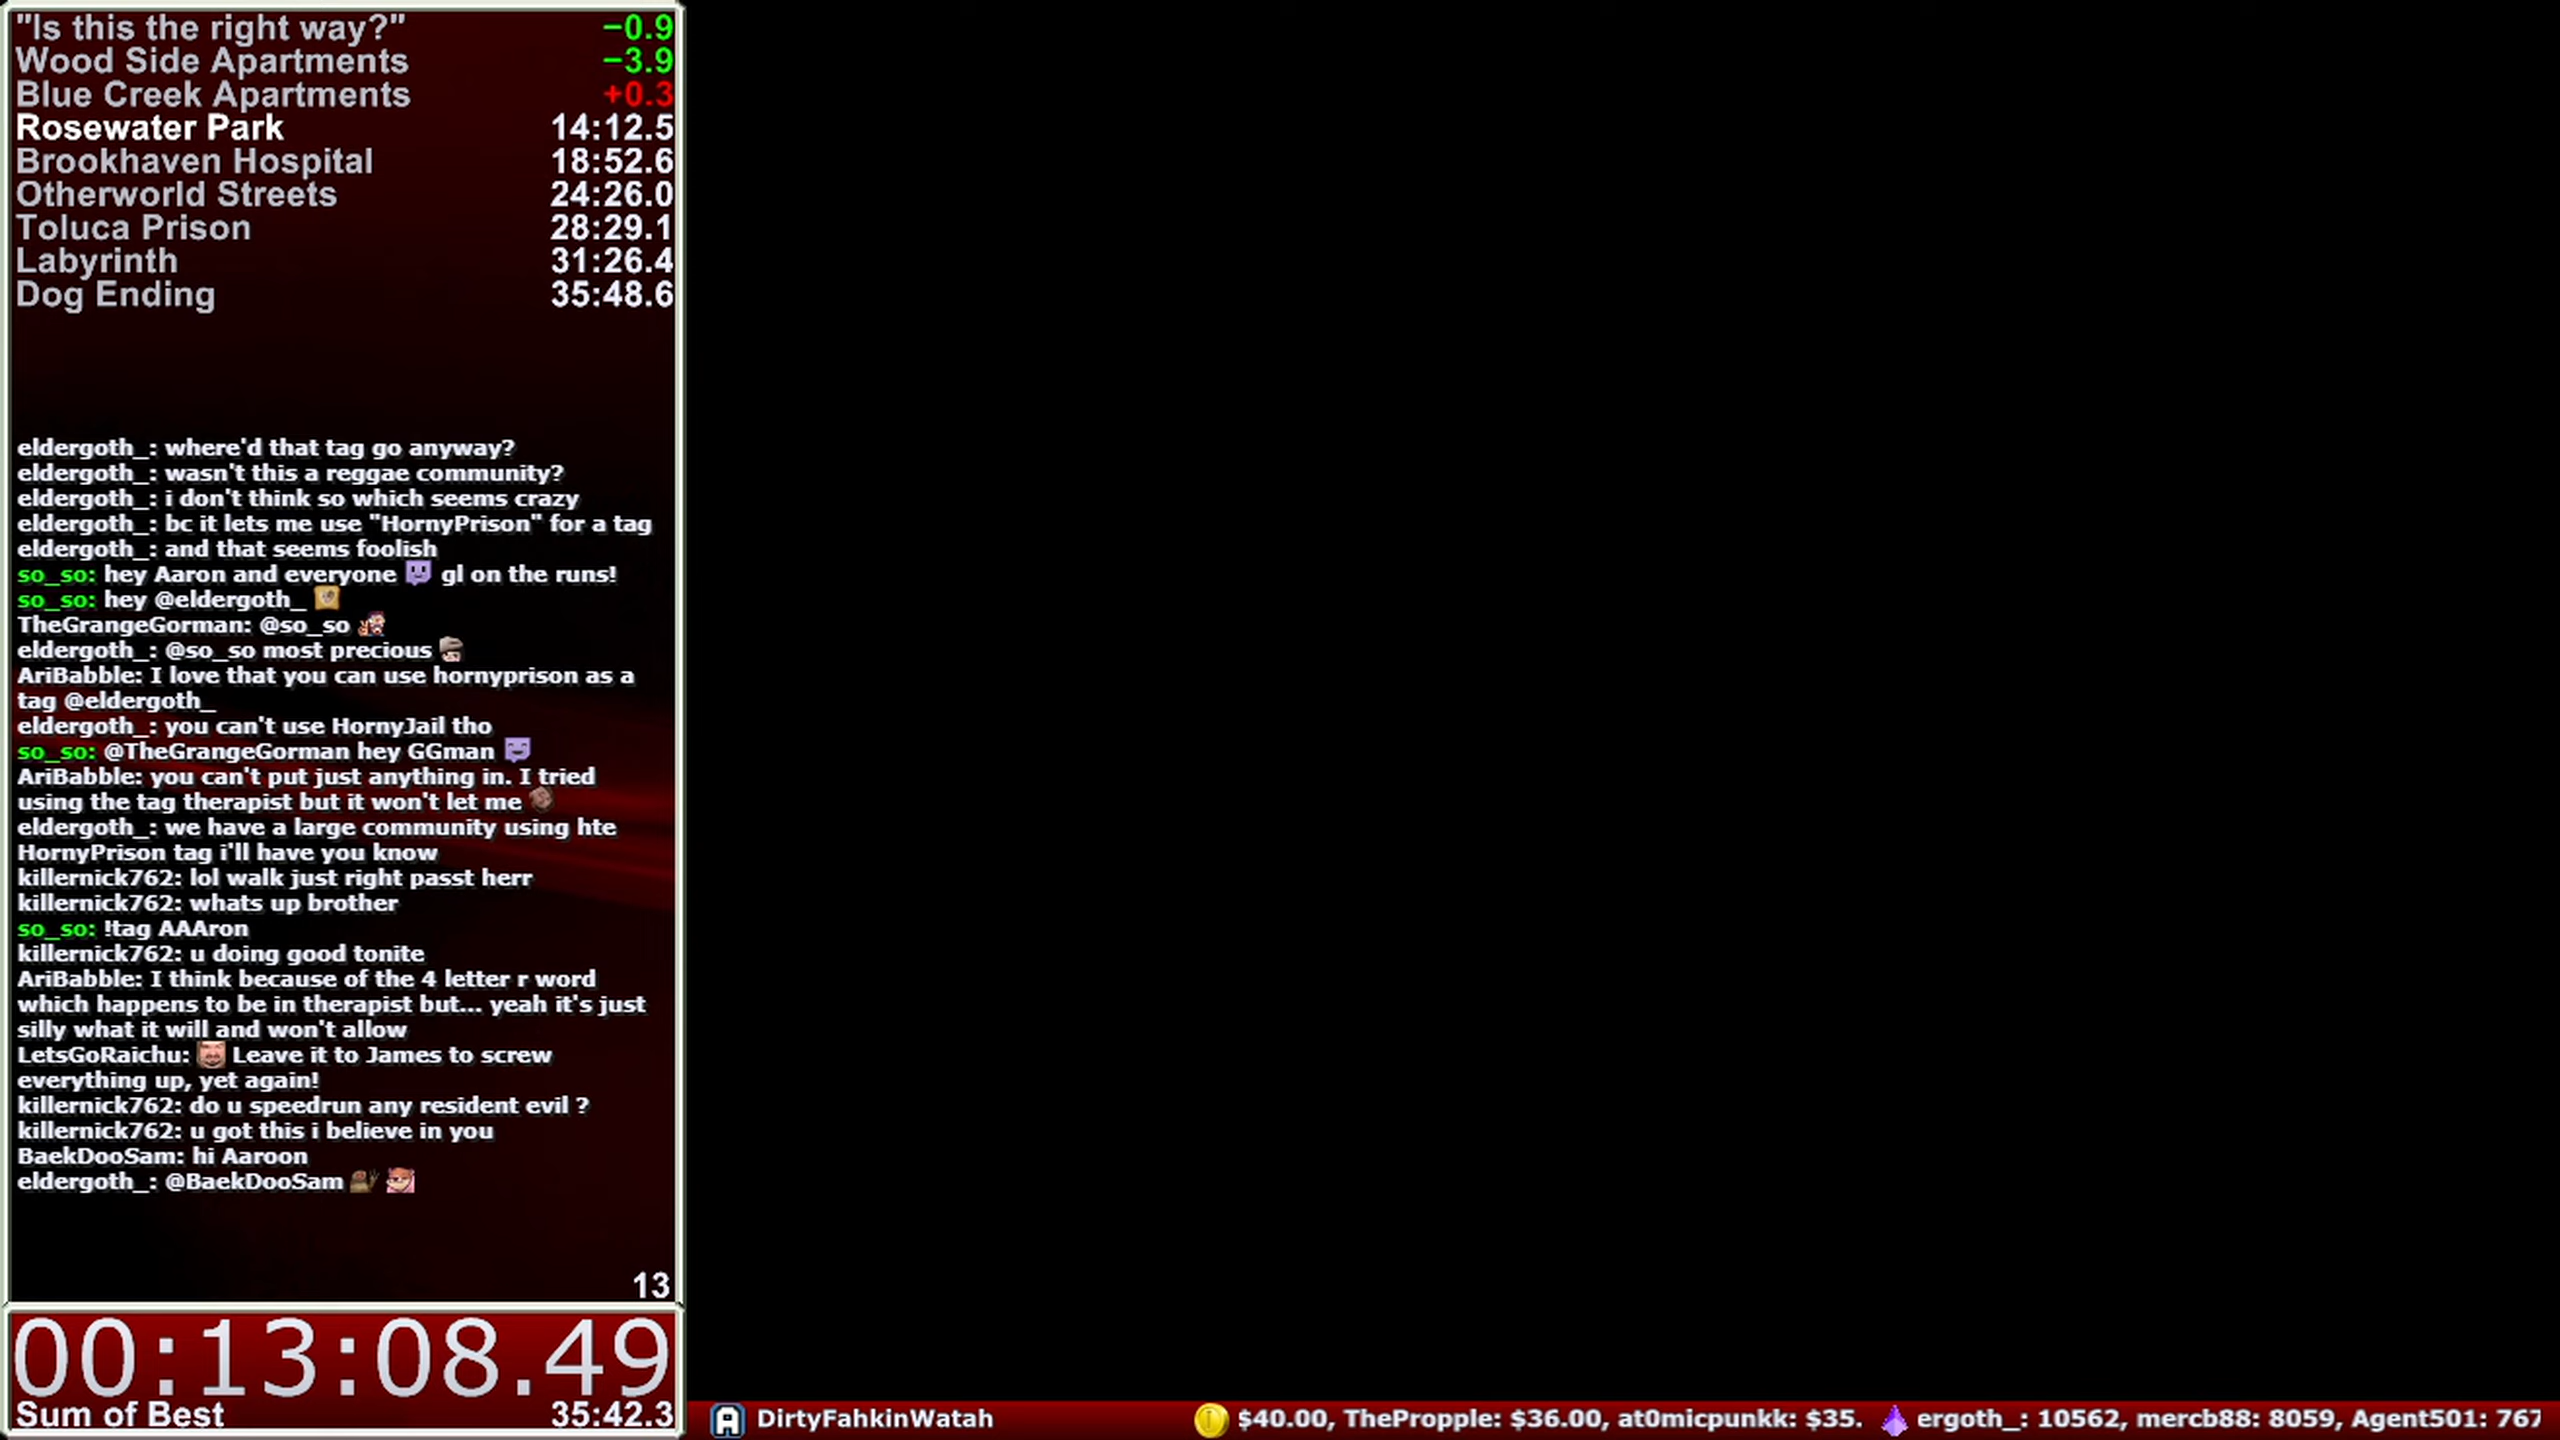 "Is this the right way?" −0.9
Wood Side Apartments −3.9
Blue Creek Apartments +0.3
Rosewater Park 14:12.5
Brookhaven Hospital 18:52.6
Otherworld Streets 24:26.0
Toluca Prison 28:29.1
Labyrinth 31:26.4
Dog Ending 35:48.6
eldergoth_: where'd that tag go anyway?
eldergoth_: wasn't this a reggae community?
eldergoth_: i don't think so which seems crazy
eldergoth_: bc it lets me use "HornyPrison" for a tag
eldergoth_: and that seems foolish
so_so: hey Aaron and everyone gl on the runs!
so_so: hey @eldergoth_
TheGrangeGorman: @so_so
eldergoth_: @so_so most precious
AriBabble: I love that you can use hornyprison as a
tag @eldergoth_
eldergoth_: you can't use HornyJail tho
so_so: @TheGrangeGorman hey GGman
AriBabble: you can't put just anything in. I tried
using the tag therapist but it won't let me
eldergoth_: we have a large community using hte
HornyPrison tag i'll have you know
killernick762: lol walk just right passt herr
killernick762: whats up brother
so_so: !tag AAAron
killernick762: u doing good tonite
AriBabble: I think because of the 4 letter r word
which happens to be in therapist but... yeah it's just
silly what it will and won't allow
LetsGoRaichu: Leave it to James to screw
everything up, yet again!
killernick762: do u speedrun any resident evil ?
killernick762: u got this i believe in you
BaekDooSam: hi Aaroon
eldergoth_: @BaekDooSam
13
00:13:08.49
Sum of Best 35:42.3
A DirtyFahkinWatah $40.00, ThePropple: $36.00, at0micpunkk: $35. ergoth_: 10562, mercb88: 8059, Agent501: 767